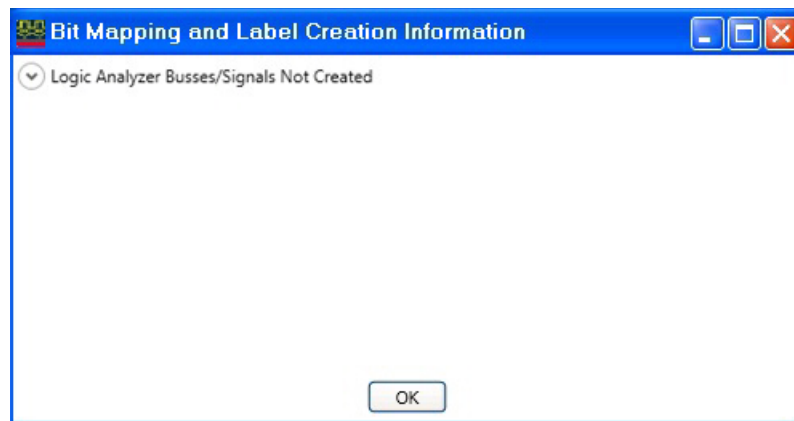 Bit Mapping and Label Creation Information
Logic Analyzer Busses/Signals Not Created
OK